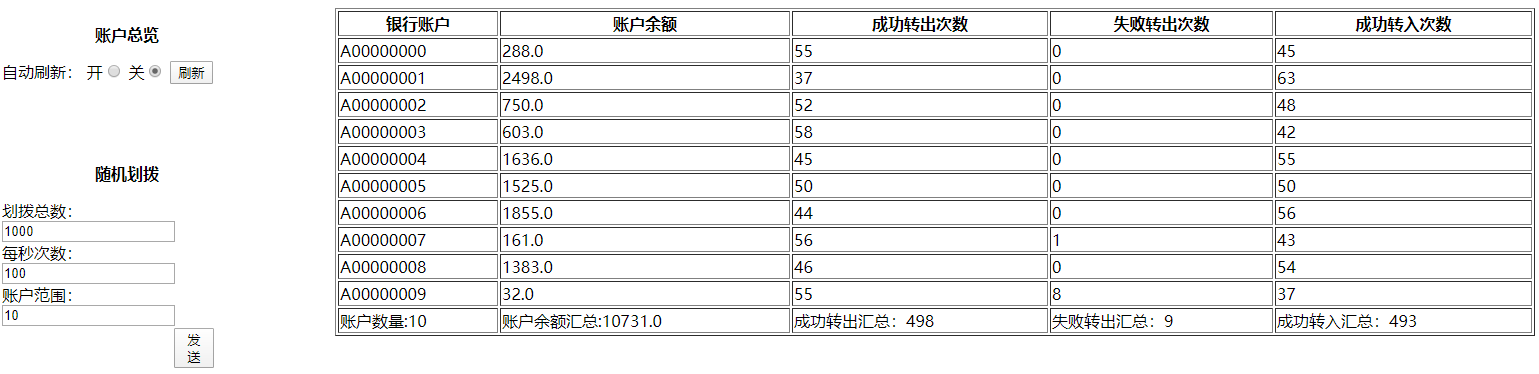 账户总览
自动刷新： 开 关 刷新
随机划拨
划拨总数：
1000
每秒次数：
100
账户范围：
10
发
送
银行账户 账户余额 成功转出次数 失败转出次数 成功转入次数
A00000000 288.0 55 0 45
A00000001 2498.0 37 0 63
A00000002 750.0 52 0 48
A00000003 603.0 58 0 42
A00000004 1636.0 45 0 55
A00000005 1525.0 50 0 50
A00000006 1855.0 44 0 56
A00000007 161.0 56 1 43
A00000008 1383.0 46 0 54
A00000009 32.0 55 8 37
账户数量:10 账户余额汇总:10731.0 成功转出汇总：498 失败转出汇总：9 成功转入汇总：493